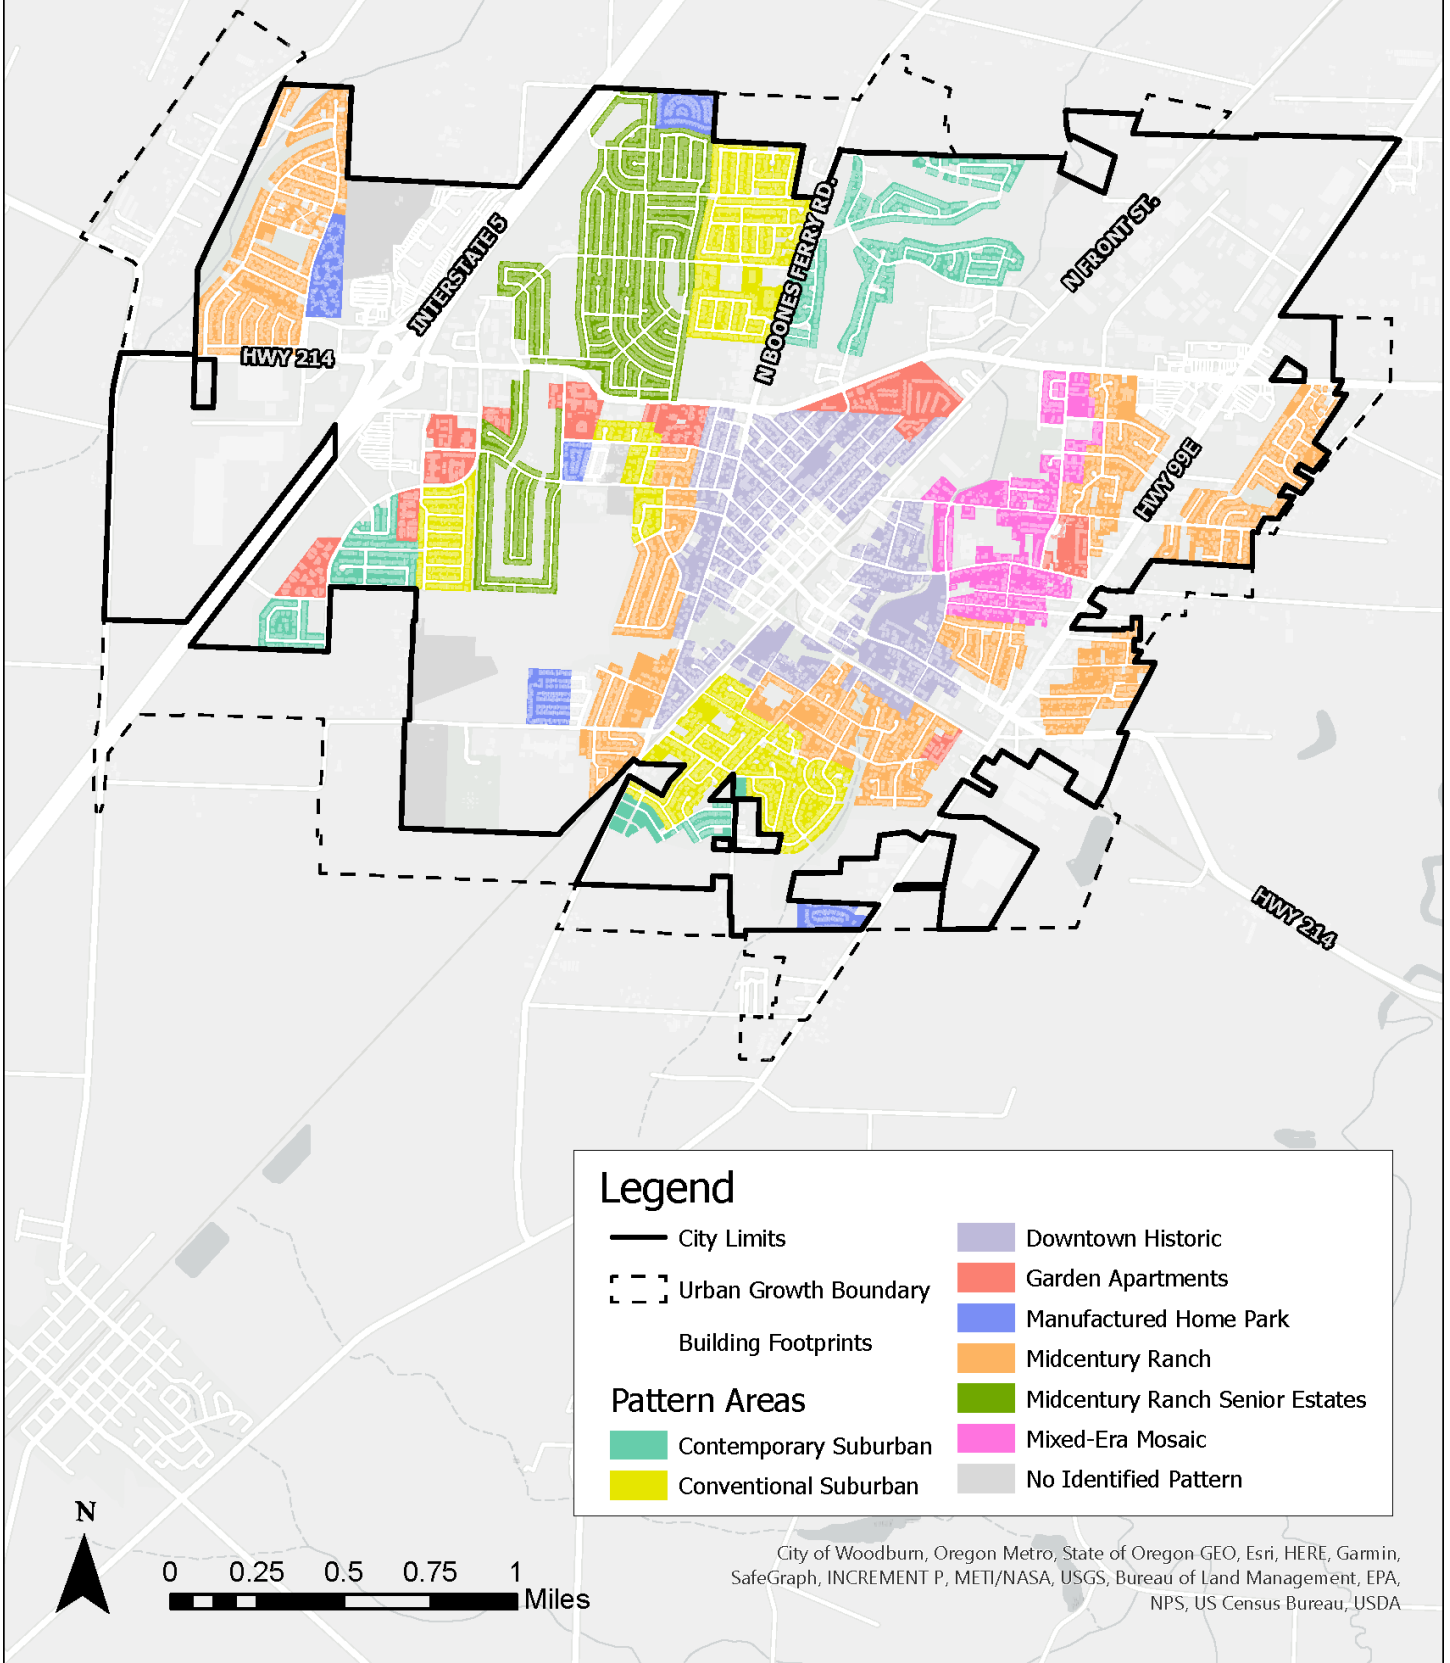 INTERSTATE 5
N BOONES FERRY RD.
N FRONT ST.
HWY 214
HWY 99E
HWY 214
Legend
City Limits
Urban Growth Boundary
Building Footprints
Pattern Areas
Contemporary Suburban
Conventional Suburban
Downtown Historic
Garden Apartments
Manufactured Home Park
Midcentury Ranch
Midcentury Ranch Senior Estates
Mixed-Era Mosaic
No Identified Pattern
N
0 0.25 0.5 0.75 1
Miles
City of Woodburn, Oregon Metro, State of Oregon GEO, Esri, HERE, Garmin,
SafeGraph, INCREMENT P, METI/NASA, USGS, Bureau of Land Management, EPA,
NPS, US Census Bureau, USDA